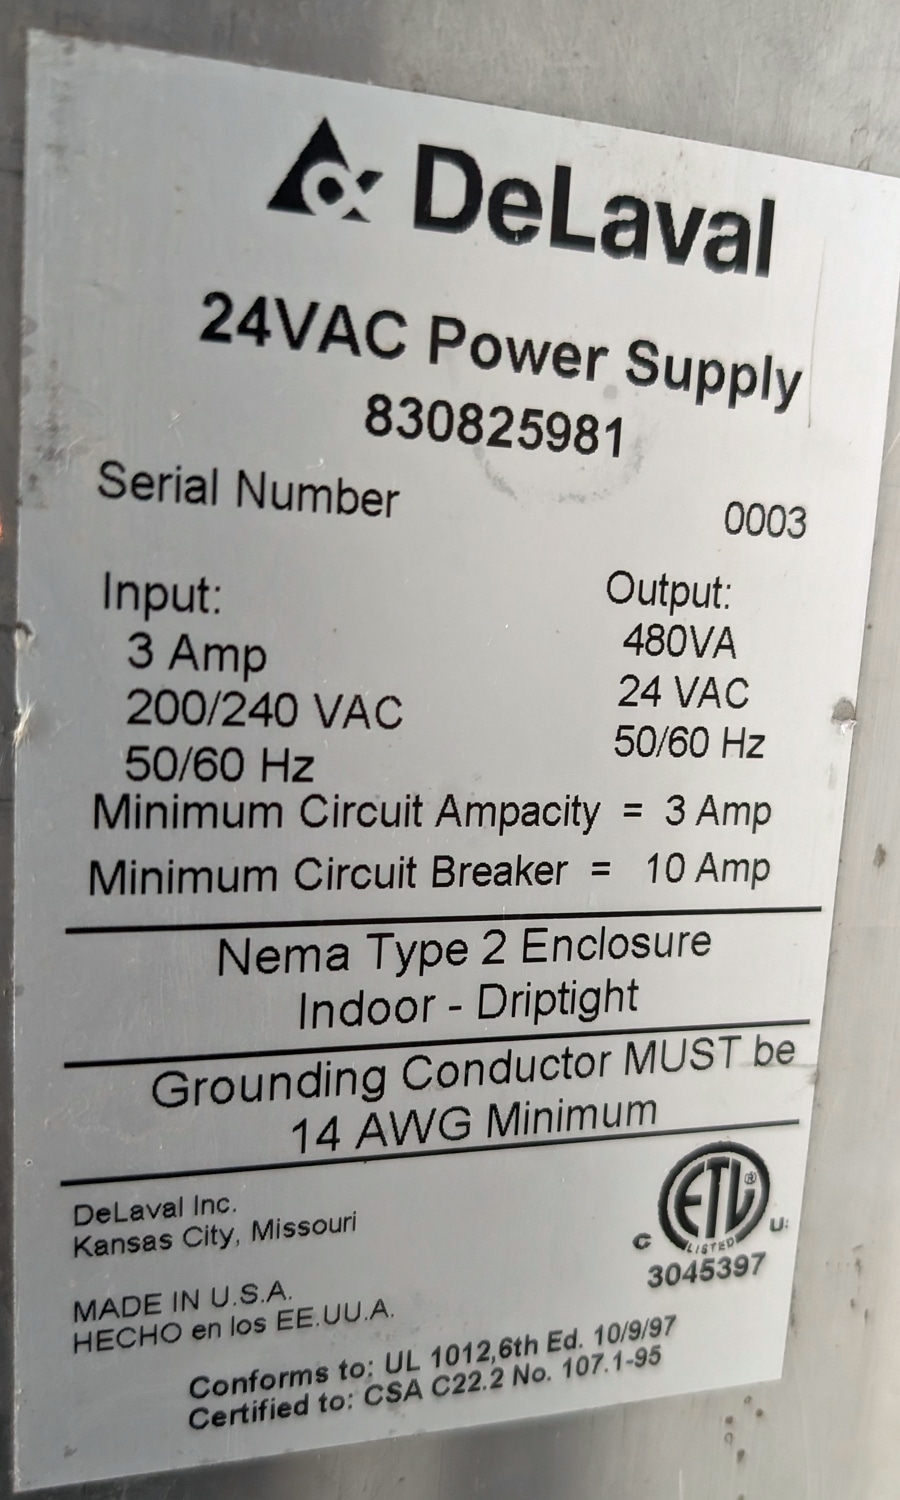 DeLaval
24VAC Power Supply
830825981
Serial Number 0003
Input: Output:
3 Amp 480VA
200/240 VAC 24 VAC
50/60 Hz 50/60 Hz
Minimum Circuit Ampacity = 3 Amp
Minimum Circuit Breaker = 10 Amp
Nema Type 2 Enclosure
Indoor - Driptight
Grounding Conductor MUST be
14 AWG Minimum
DeLaval Inc.
Kansas City, Missouri
ETL®
C LISTED US
3045397
MADE IN U.S.A.
HECHO en los EE.UU.A.
Conforms to: UL 1012,6th Ed. 10/9/97
Certified to: CSA C22.2 No. 107.1-95